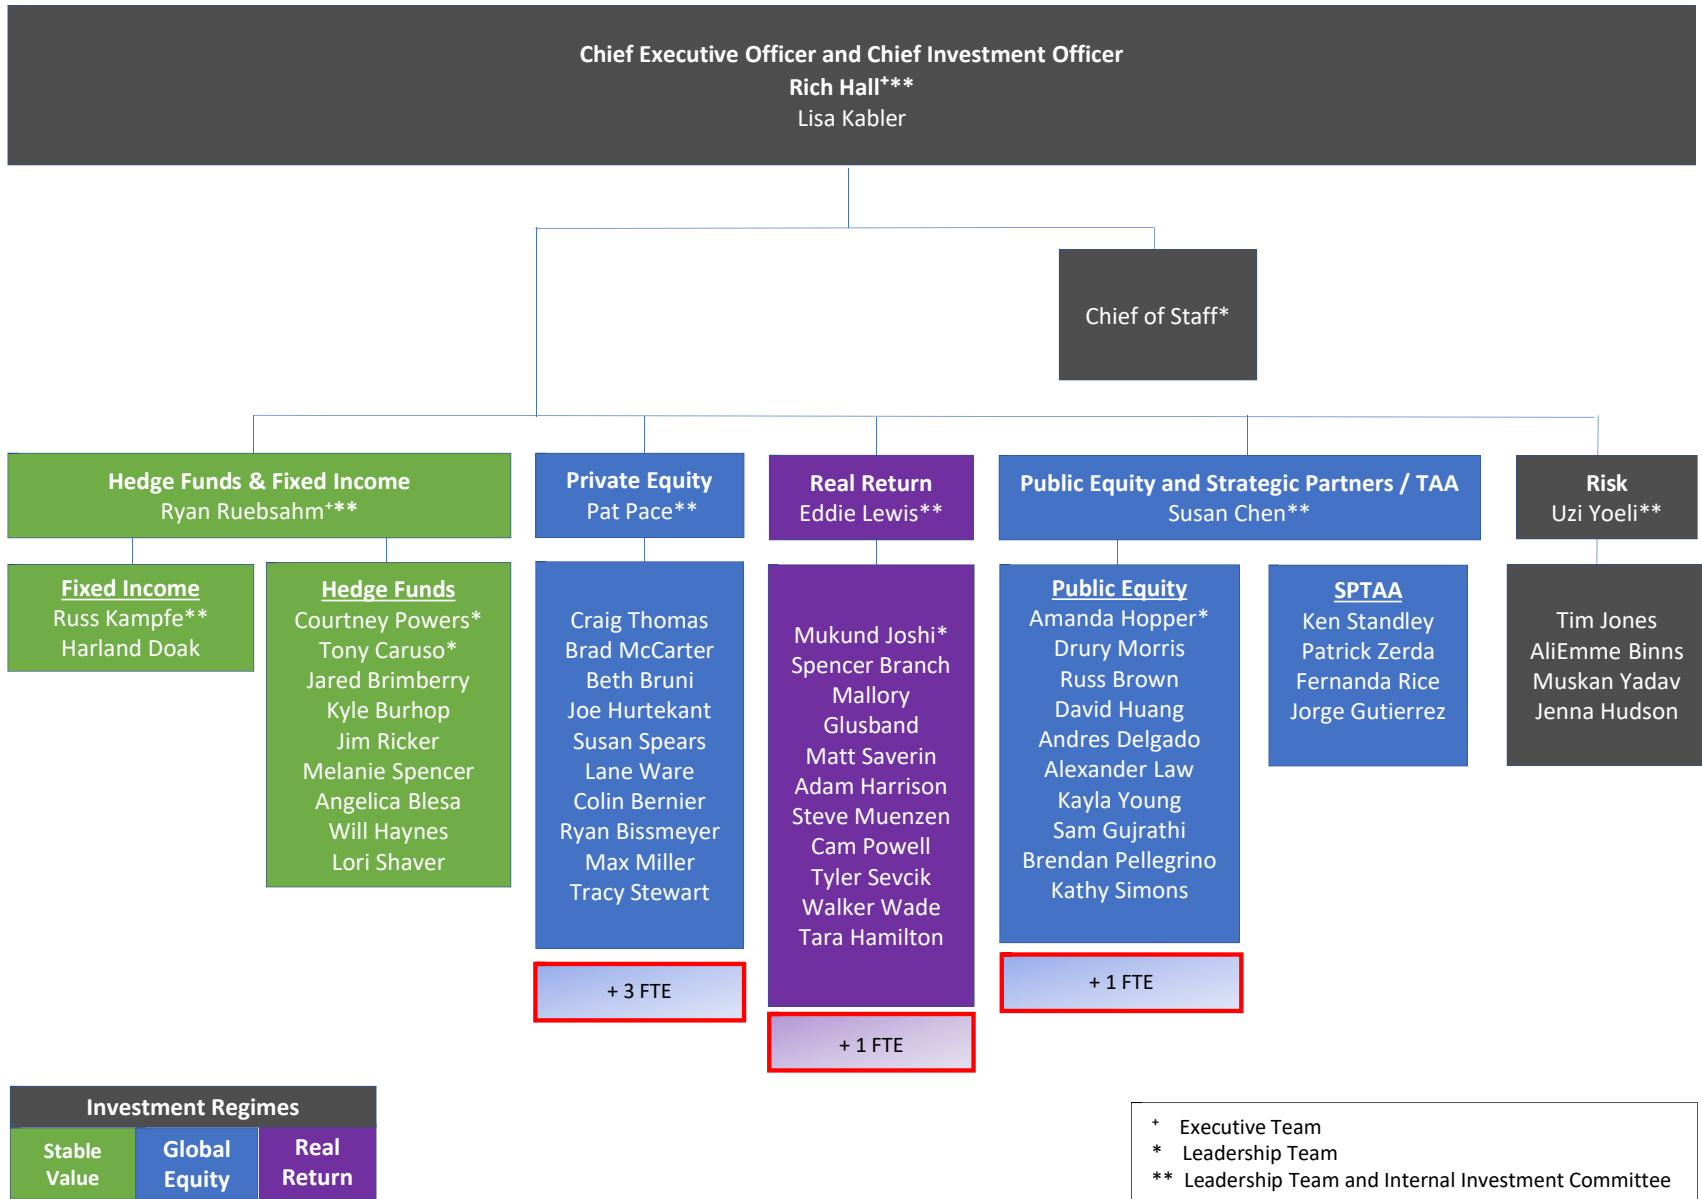 Chief Executive Officer and Chief Investment Officer
Rich Hall⁺**
Lisa Kabler
Chief of Staff*
Hedge Funds & Fixed Income
Ryan Ruebsahm⁺**
Private Equity
Pat Pace**
Real Return
Eddie Lewis**
Public Equity and Strategic Partners / TAA
Susan Chen**
Risk
Uzi Yoeli**
Fixed Income
Russ Kampfe**
Harland Doak
Hedge Funds
Courtney Powers*
Tony Caruso*
Jared Brimberry
Kyle Burhop
Jim Ricker
Melanie Spencer
Angelica Blesa
Will Haynes
Lori Shaver
Craig Thomas
Brad McCarter
Beth Bruni
Joe Hurtekant
Susan Spears
Lane Ware
Colin Bernier
Ryan Bissmeyer
Max Miller
Tracy Stewart
+ 3 FTE
Mukund Joshi*
Spencer Branch
Mallory
Glusband
Matt Saverin
Adam Harrison
Steve Muenzen
Cam Powell
Tyler Sevcik
Walker Wade
Tara Hamilton
+ 1 FTE
Public Equity
Amanda Hopper*
Drury Morris
Russ Brown
David Huang
Andres Delgado
Alexander Law
Kayla Young
Sam Gujrathi
Brendan Pellegrino
Kathy Simons
+ 1 FTE
SPTAA
Ken Standley
Patrick Zerda
Fernanda Rice
Jorge Gutierrez
Tim Jones
AliEmme Binns
Muskan Yadav
Jenna Hudson
Investment Regimes
Stable
Value
Global
Equity
Real
Return
⁺ Executive Team
* Leadership Team
** Leadership Team and Internal Investment Committee